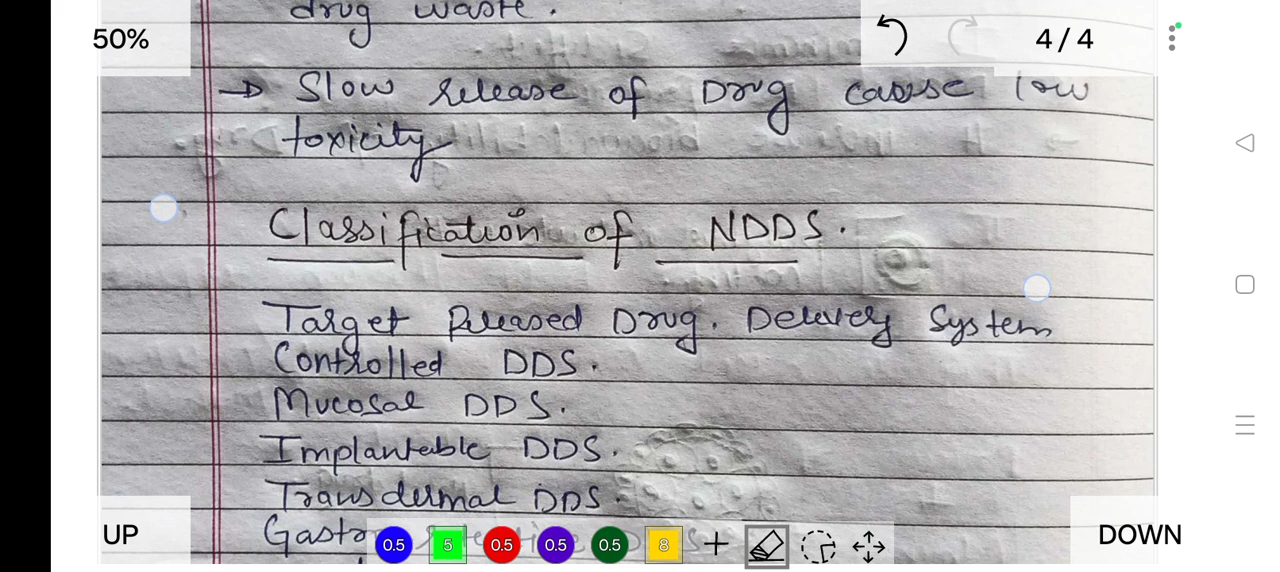 drug waste.
50%
4 / 4
→ Slow release of Drug cause low
toxicity
Classification of NDDS.
Target Released Drug. Delivery System
Controlled DDS.
Mucosal DDS.
Implantable DDS.
Transdermal DDS.
UP
0.5 5 0.5 0.5 0.5 8
DOWN